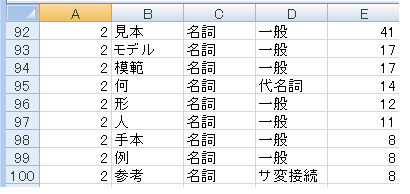 A B C D E
92 2 見本 名詞 一般 41
93 2 モデル 名詞 一般 17
94 2 模範 名詞 一般 17
95 2 何 名詞 代名詞 14
96 2 形 名詞 一般 12
97 2 人 名詞 一般 11
98 2 手本 名詞 一般 8
99 2 例 名詞 一般 8
100 2 参考 名詞 サ変接続 8